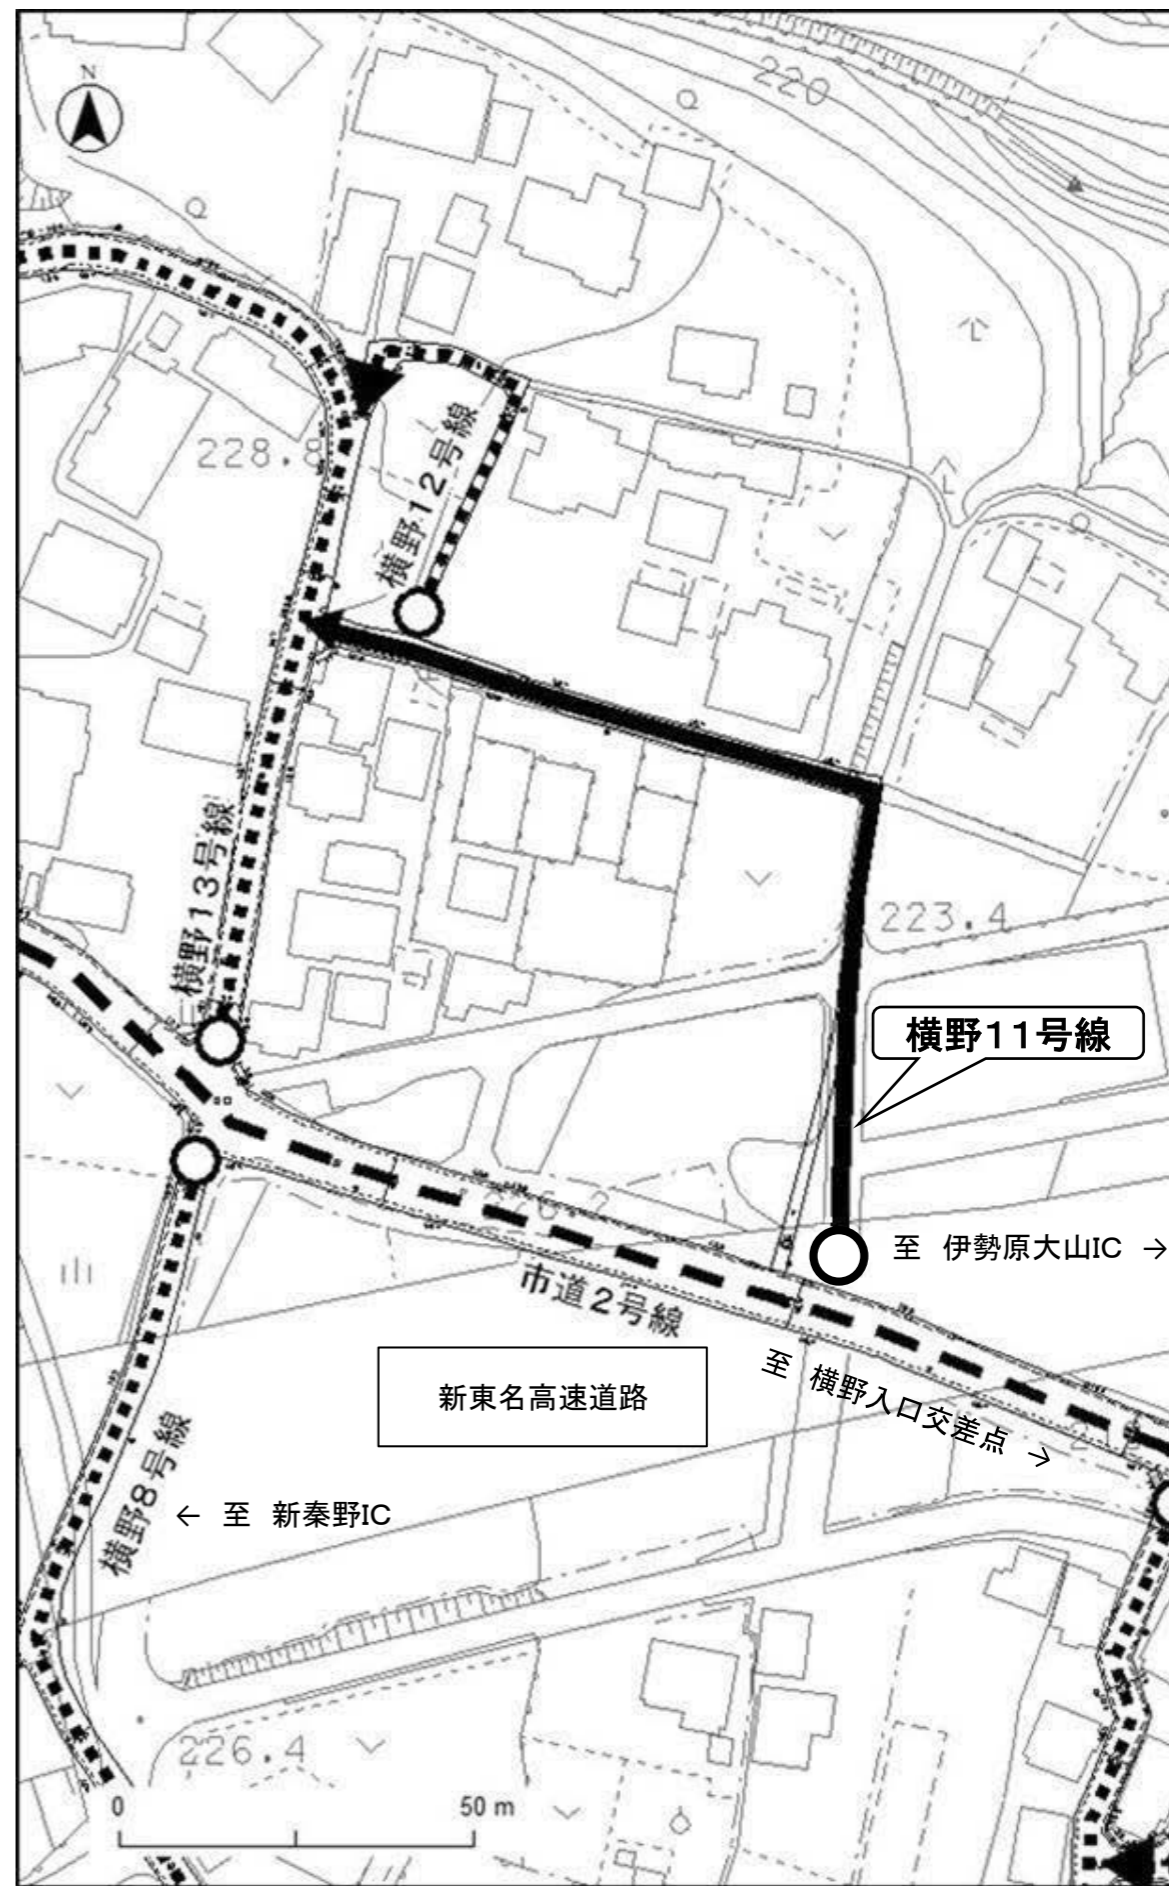 220
N
228.8
横野12号線
横野13号線
223.4
横野11号線
至 伊勢原大山IC →
市道2号線
新東名高速道路
至 横野入口交差点 →
横野8号線
← 至 新秦野IC
226.4
0
50 m